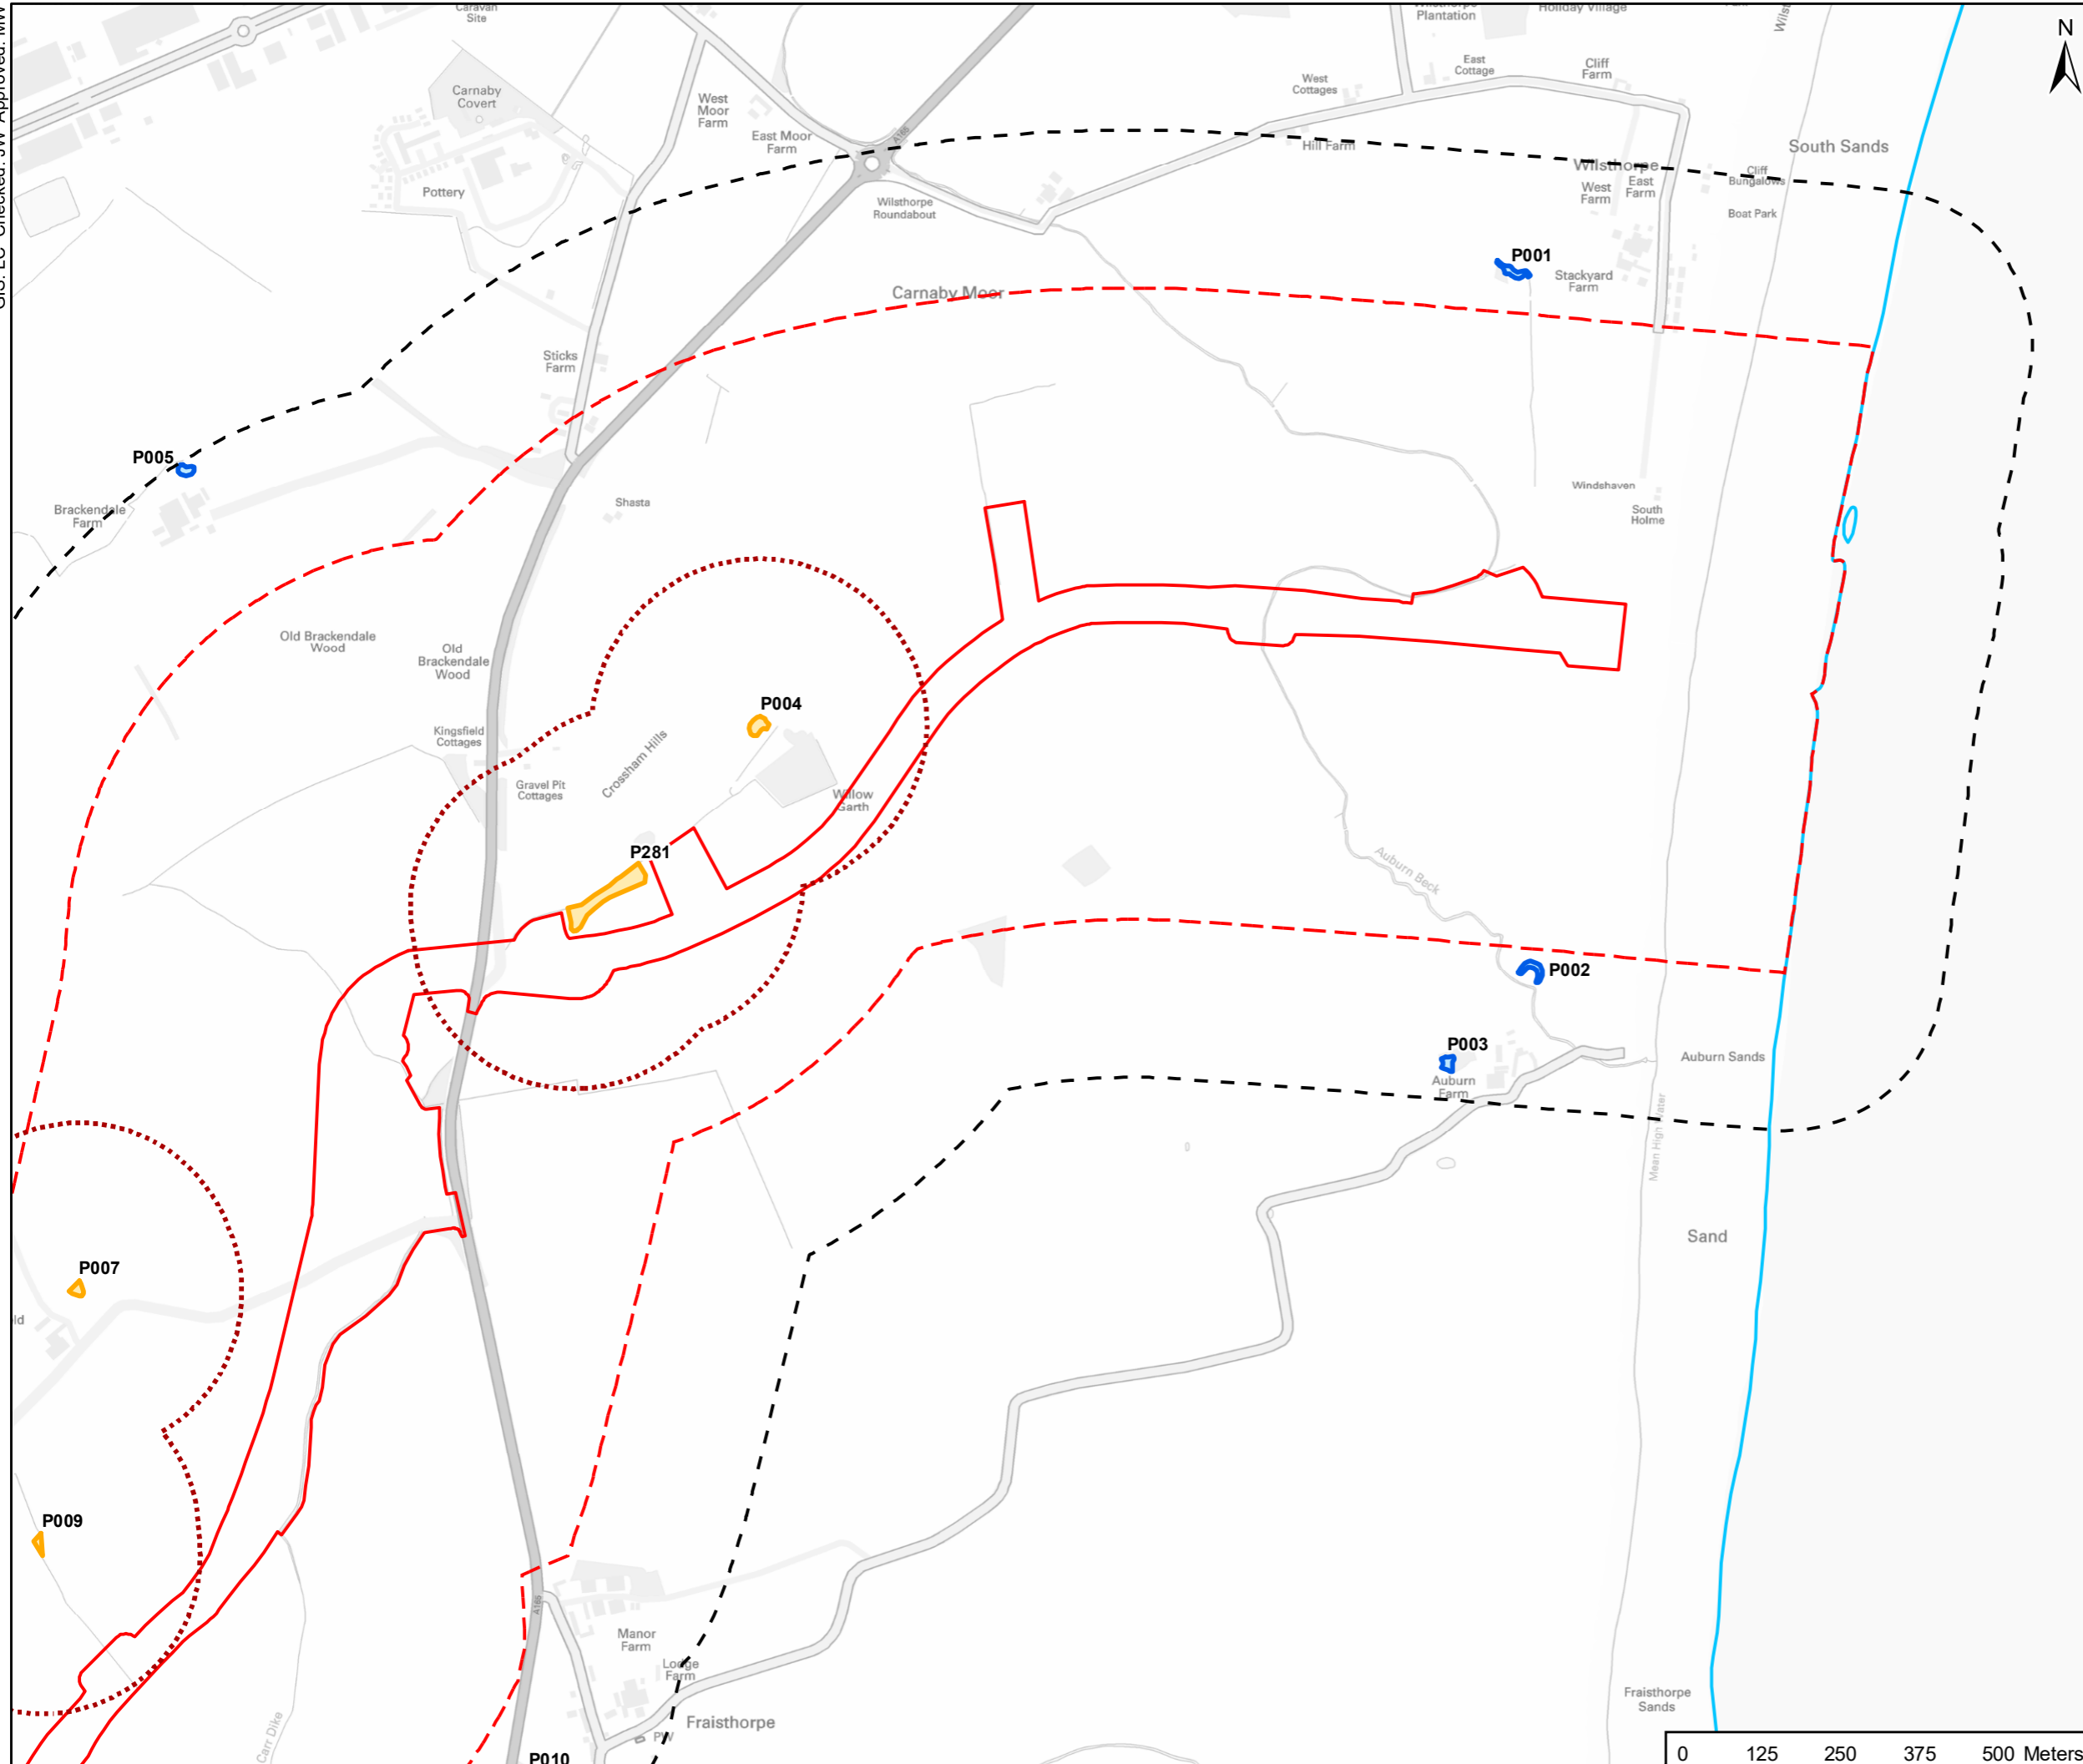 Caravan
Site
Wilsthorpe
Plantation
Holiday Village
N
Carnaby
Covert
West
Moor
Farm
East Moor
Farm
A165
West
Cottages
East
Cottage
Cliff
Farm
Hill Farm
South Sands
Wilsthorpe
West
Farm
East
Farm
Cliff
Bungalows
Boat Park
Pottery
Wilsthorpe
Roundabout
P001
Stackyard
Farm
Carnaby Moor
Sticks
Farm
P005
Brackendale
Farm
Shasta
Windshaven
South
Holme
Old Brackendale
Wood
Old
Brackendale
Wood
P004
Kingsfield
Cottages
Crossham Hills
Gravel Pit
Cottages
Willow
Garth
P281
Auburn Beck
P002
P003
Auburn
Farm
Auburn Sands
Mean High Water
Sand
P007
P009
A165
Manor
Farm
Lodge
Farm
Fraisthorpe
PW
Fraisthorpe
Sands
Carr Dike
P010
0 125 250 375 500 Meters